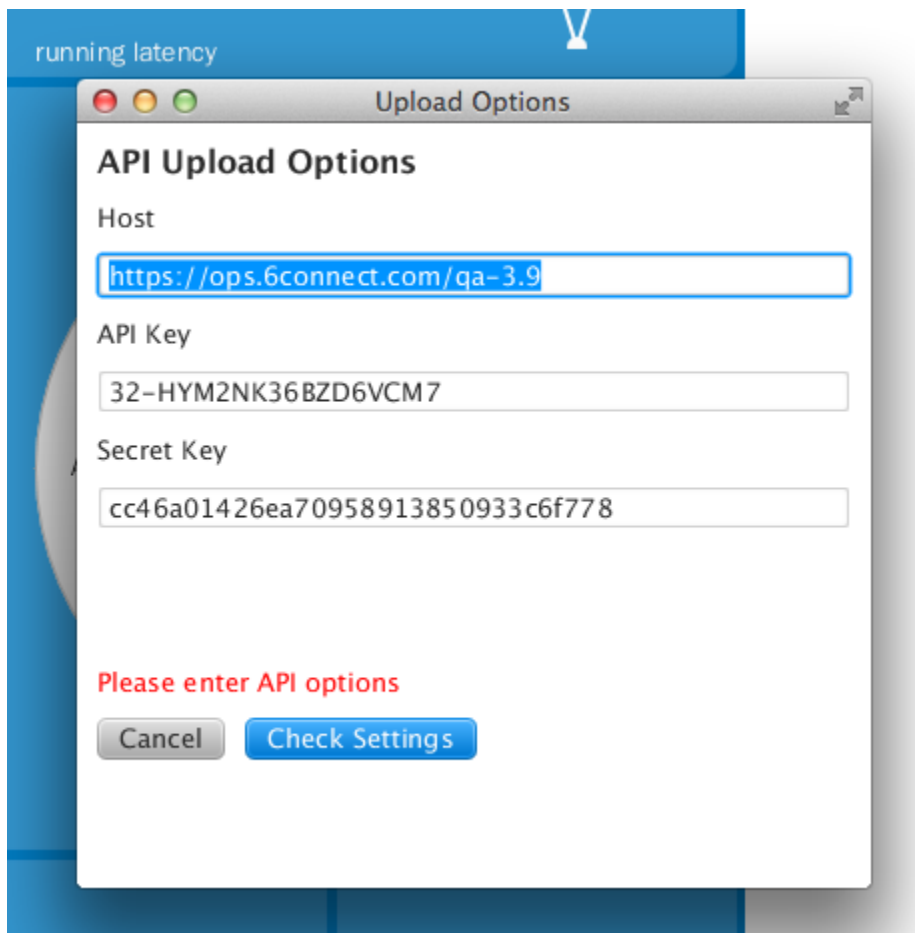 running latency
Upload Options
API Upload Options
Host
https://ops.6connect.com/qa-3.9
API Key
32-HYM2NK36BZD6VCM7
Secret Key
cc46a01426ea70958913850933c6f778
Please enter API options
Cancel Check Settings